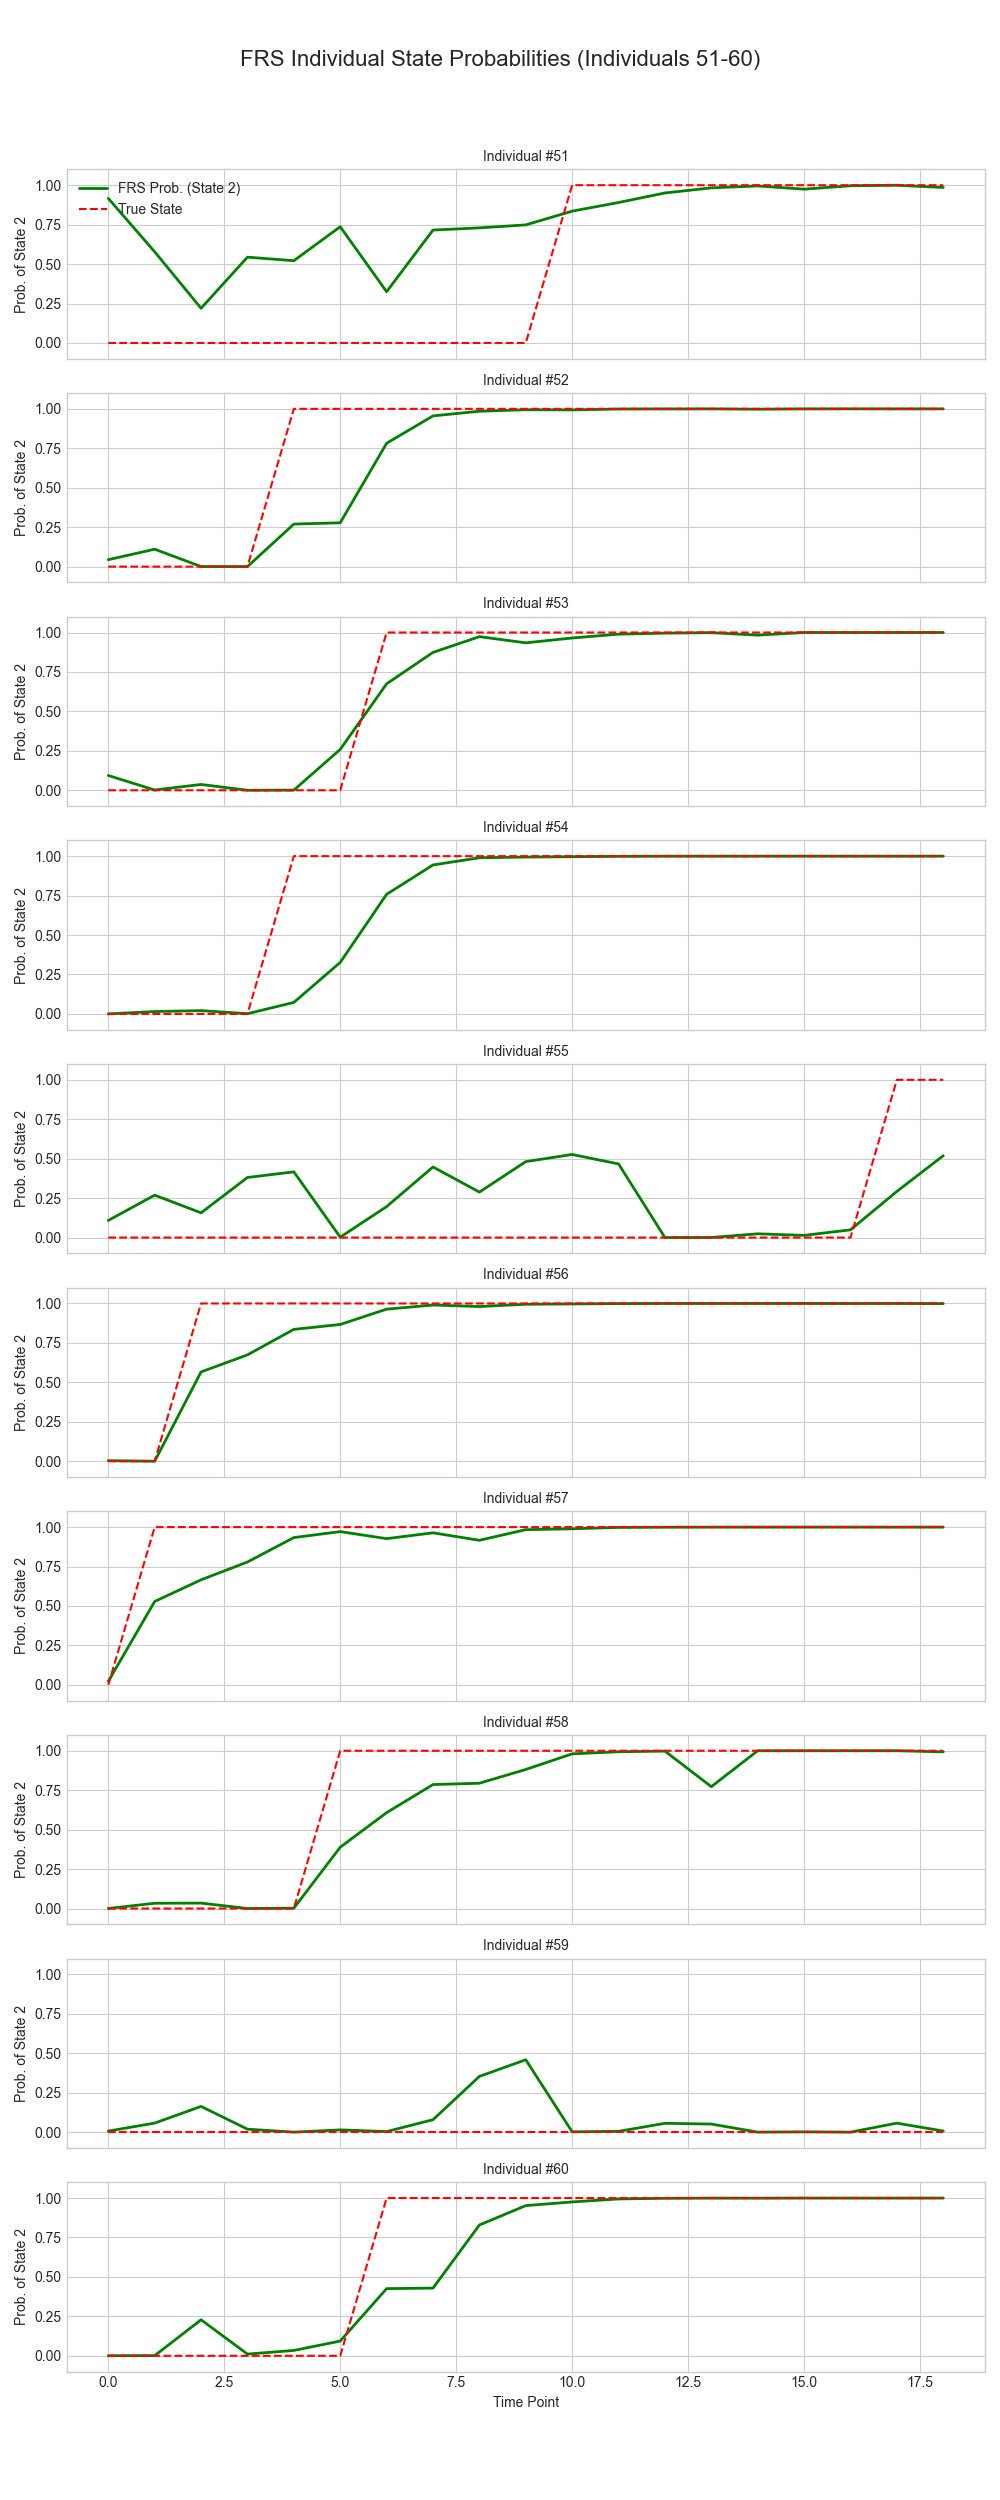 FRS Individual State Probabilities (Individuals 51-60)
Individual #51
1.00
0.75
0.50
0.25
0.00
Prob. of State 2
FRS Prob. (State 2)
True State
Individual #52
1.00
0.75
0.50
0.25
0.00
Prob. of State 2
Individual #53
1.00
0.75
0.50
0.25
0.00
Prob. of State 2
Individual #54
1.00
0.75
0.50
0.25
0.00
Prob. of State 2
Individual #55
1.00
0.75
0.50
0.25
0.00
Prob. of State 2
Individual #56
1.00
0.75
0.50
0.25
0.00
Prob. of State 2
Individual #57
1.00
0.75
0.50
0.25
0.00
Prob. of State 2
Individual #58
1.00
0.75
0.50
0.25
0.00
Prob. of State 2
Individual #59
1.00
0.75
0.50
0.25
0.00
Prob. of State 2
Individual #60
1.00
0.75
0.50
0.25
0.00
Prob. of State 2
0.0 2.5 5.0 7.5 10.0 12.5 15.0 17.5
Time Point